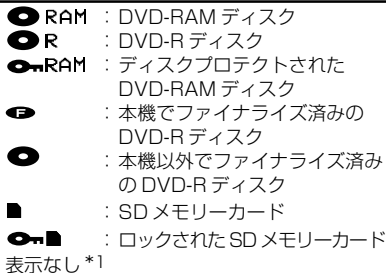 RAM : DVD-RAM ディスク
R : DVD-R ディスク
RAM : ディスクプロテクトされた
DVD-RAM ディスク
F : 本機でファイナライズ済みの
DVD-R ディスク
: 本機以外でファイナライズ済み
の DVD-R ディスク
: SD メモリーカード
: ロックされた SD メモリーカード
表示なし *1